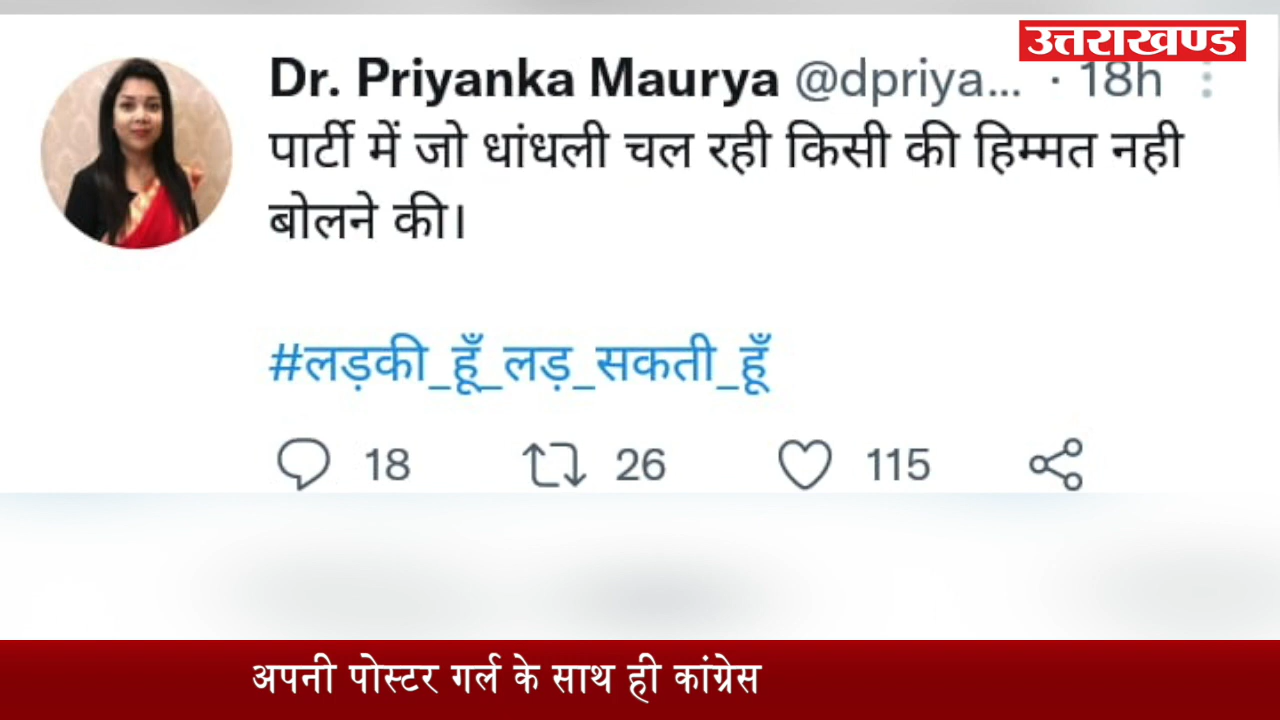 उत्तराखण्ड
Dr. Priyanka Maurya @dpriya... · 18h
पार्टी में जो धांधली चल रही किसी की हिम्मत नही
बोलने की।
#लड़की_हूँ_लड़_सकती_हूँ
18 26 115
अपनी पोस्टर गर्ल के साथ ही कांग्रेस